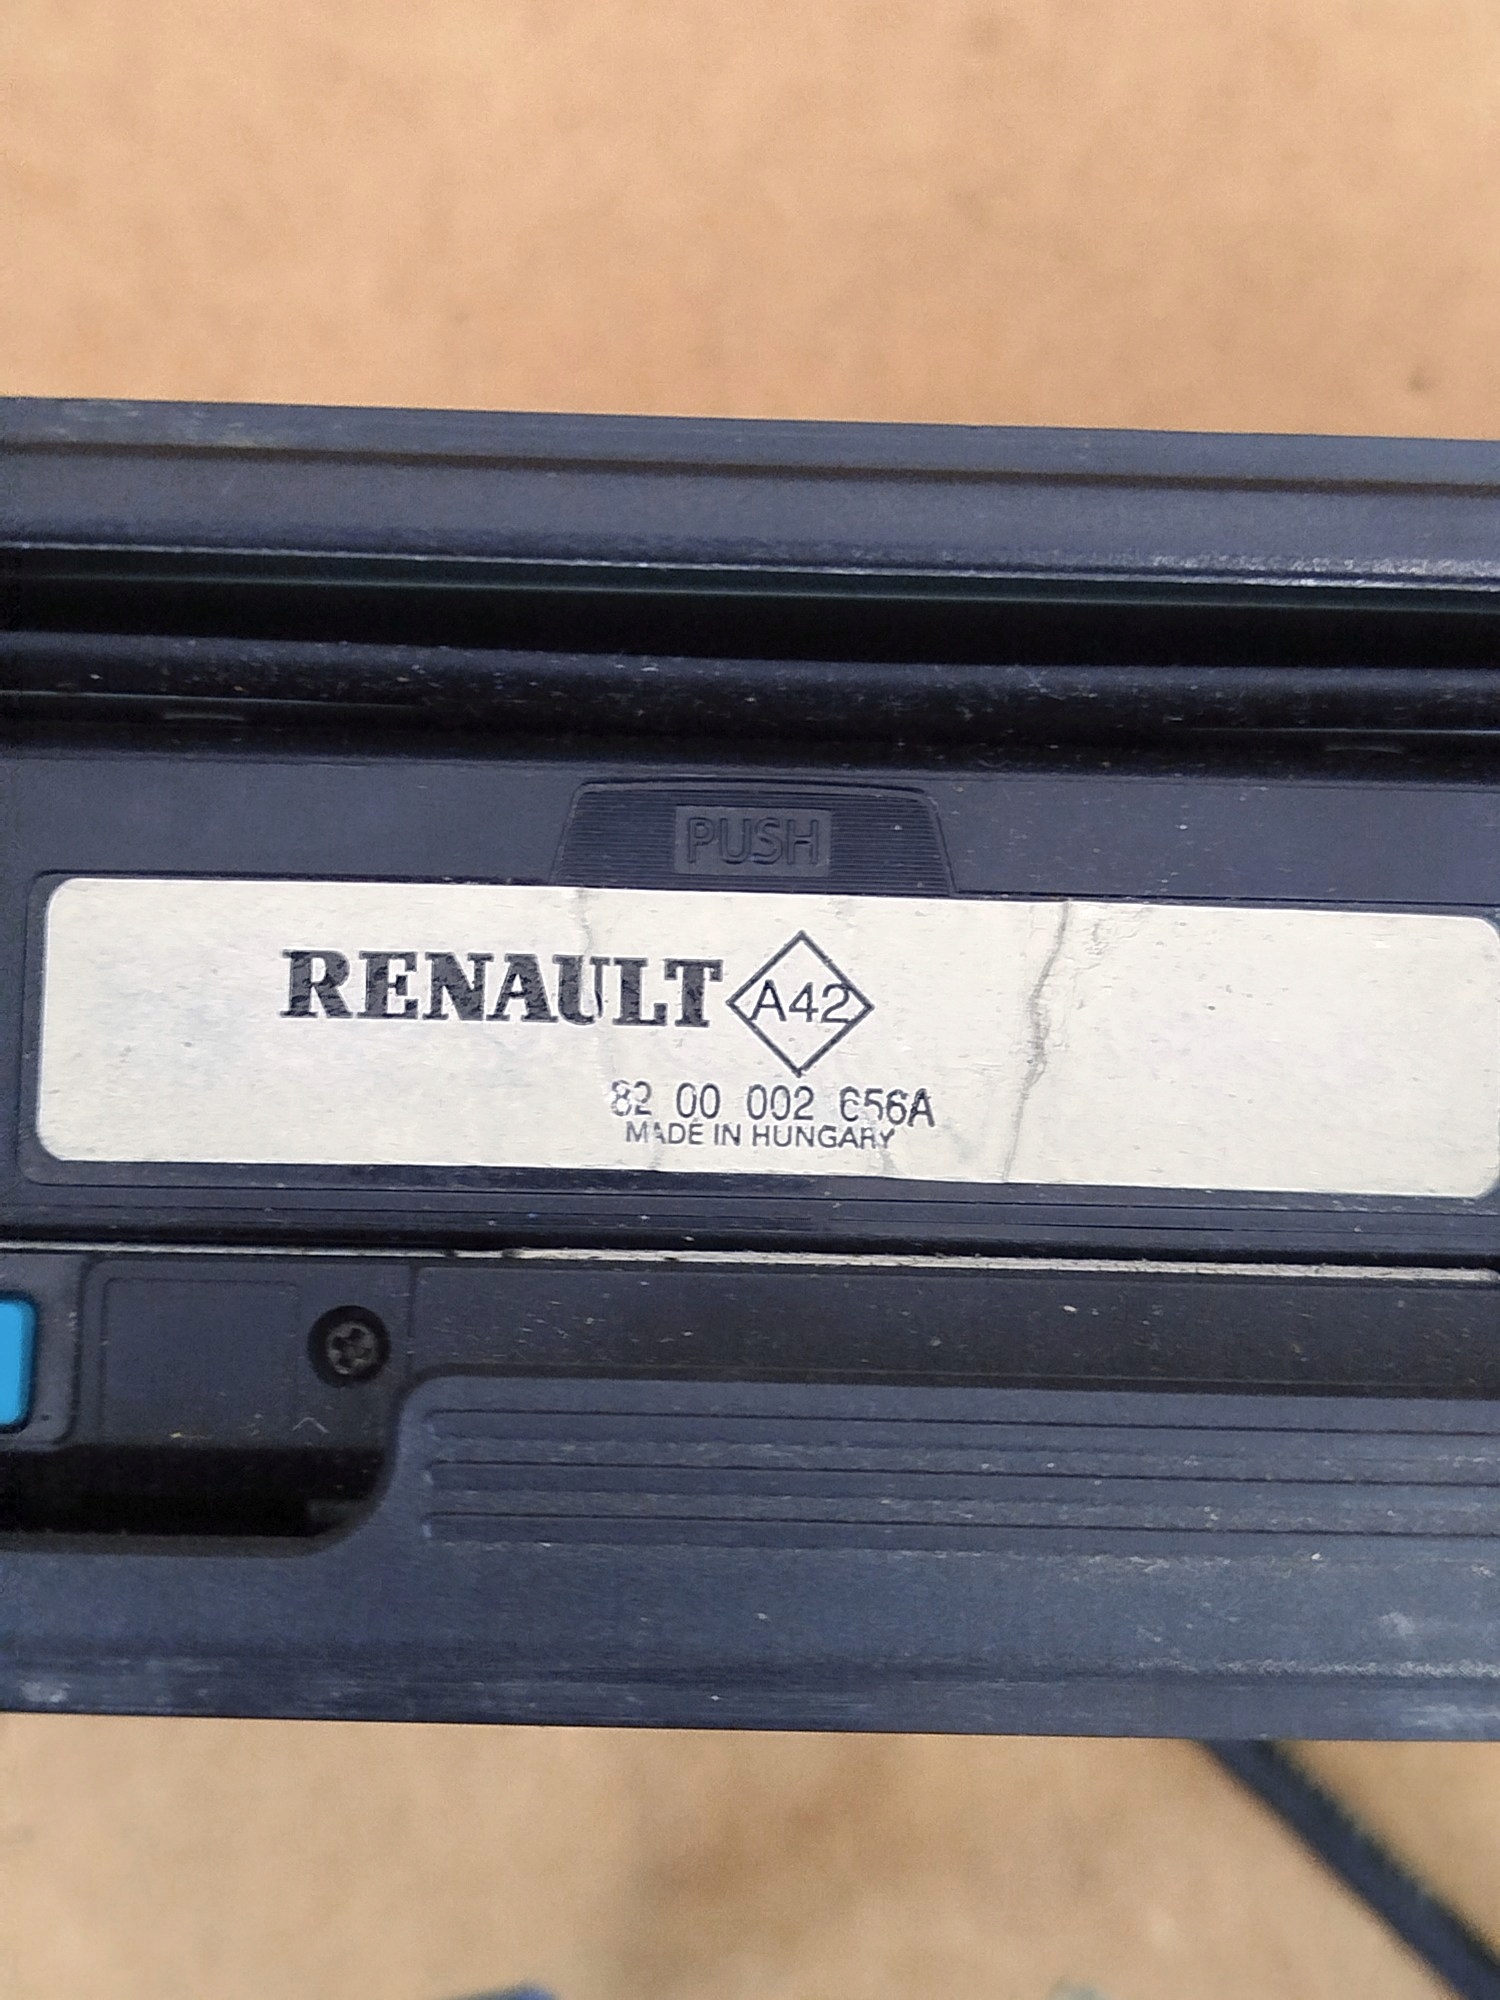 PUSH
RENAULT A42
82 00 002 656A
MADE IN HUNGARY